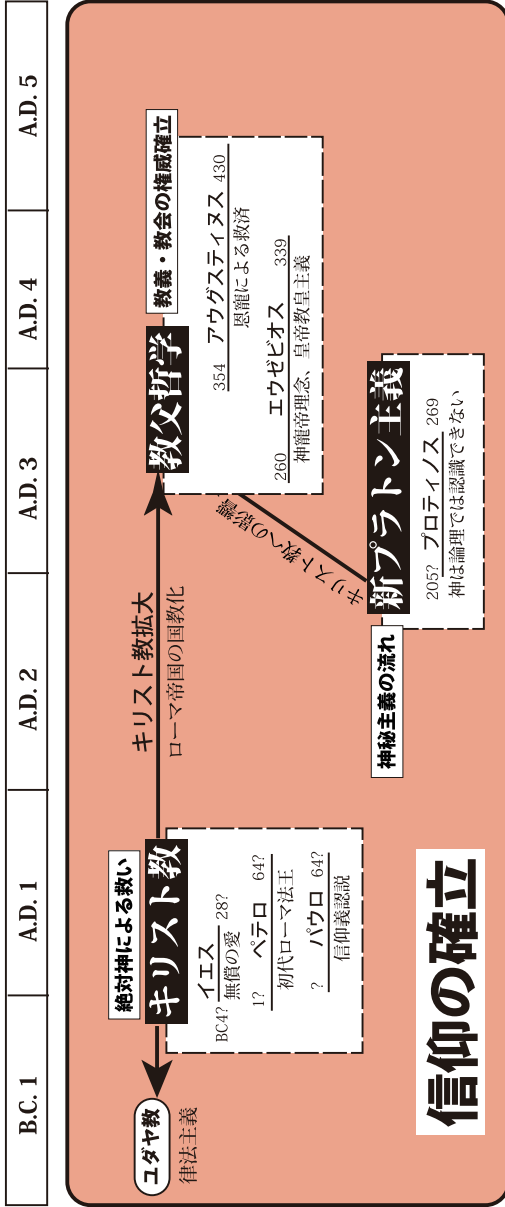 B.C. 1
A.D. 1
A.D. 2
A.D. 3
A.D. 4
A.D. 5
ユダヤ教
律法主義
絶対神による救い
キリスト教
イエス
BC4? 28?
無償の愛
ペテロ
1? 64?
初代ローマ法王
パウロ
? 64?
信仰義認説
キリスト教拡大
ローマ帝国の国教化
教義・教会の権威確立
教父哲学
354 アウグスティヌス 430
恩寵による救済
260 エウゼビオス 339
神寵帝理念、皇帝教皇主義
キリスト教への影響
神秘主義の流れ
新プラトン主義
205? プロティノス 269
神は論理では認識できない
信仰の確立